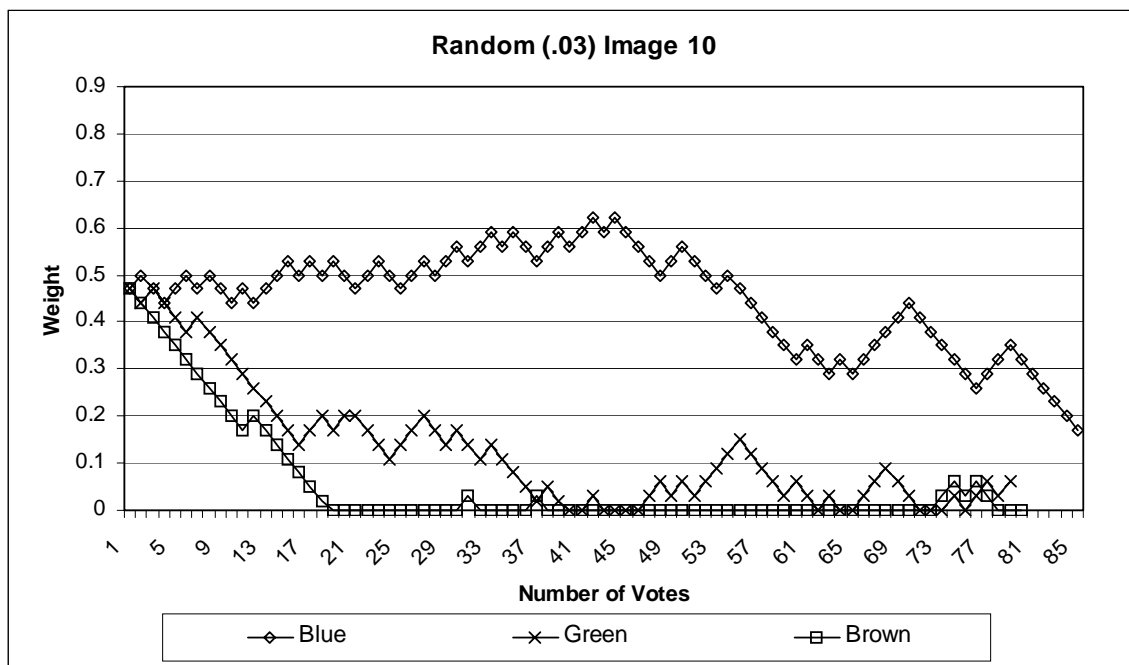 Random (.03) Image 10
0.9
0.8
0.7
0.6
0.5
0.4
0.3
0.2
0.1
0
Weight
1 5 9 13 17 21 25 29 33 37 41 45 49 53 57 61 65 69 73 77 81 85
Number of Votes
Blue Green Brown